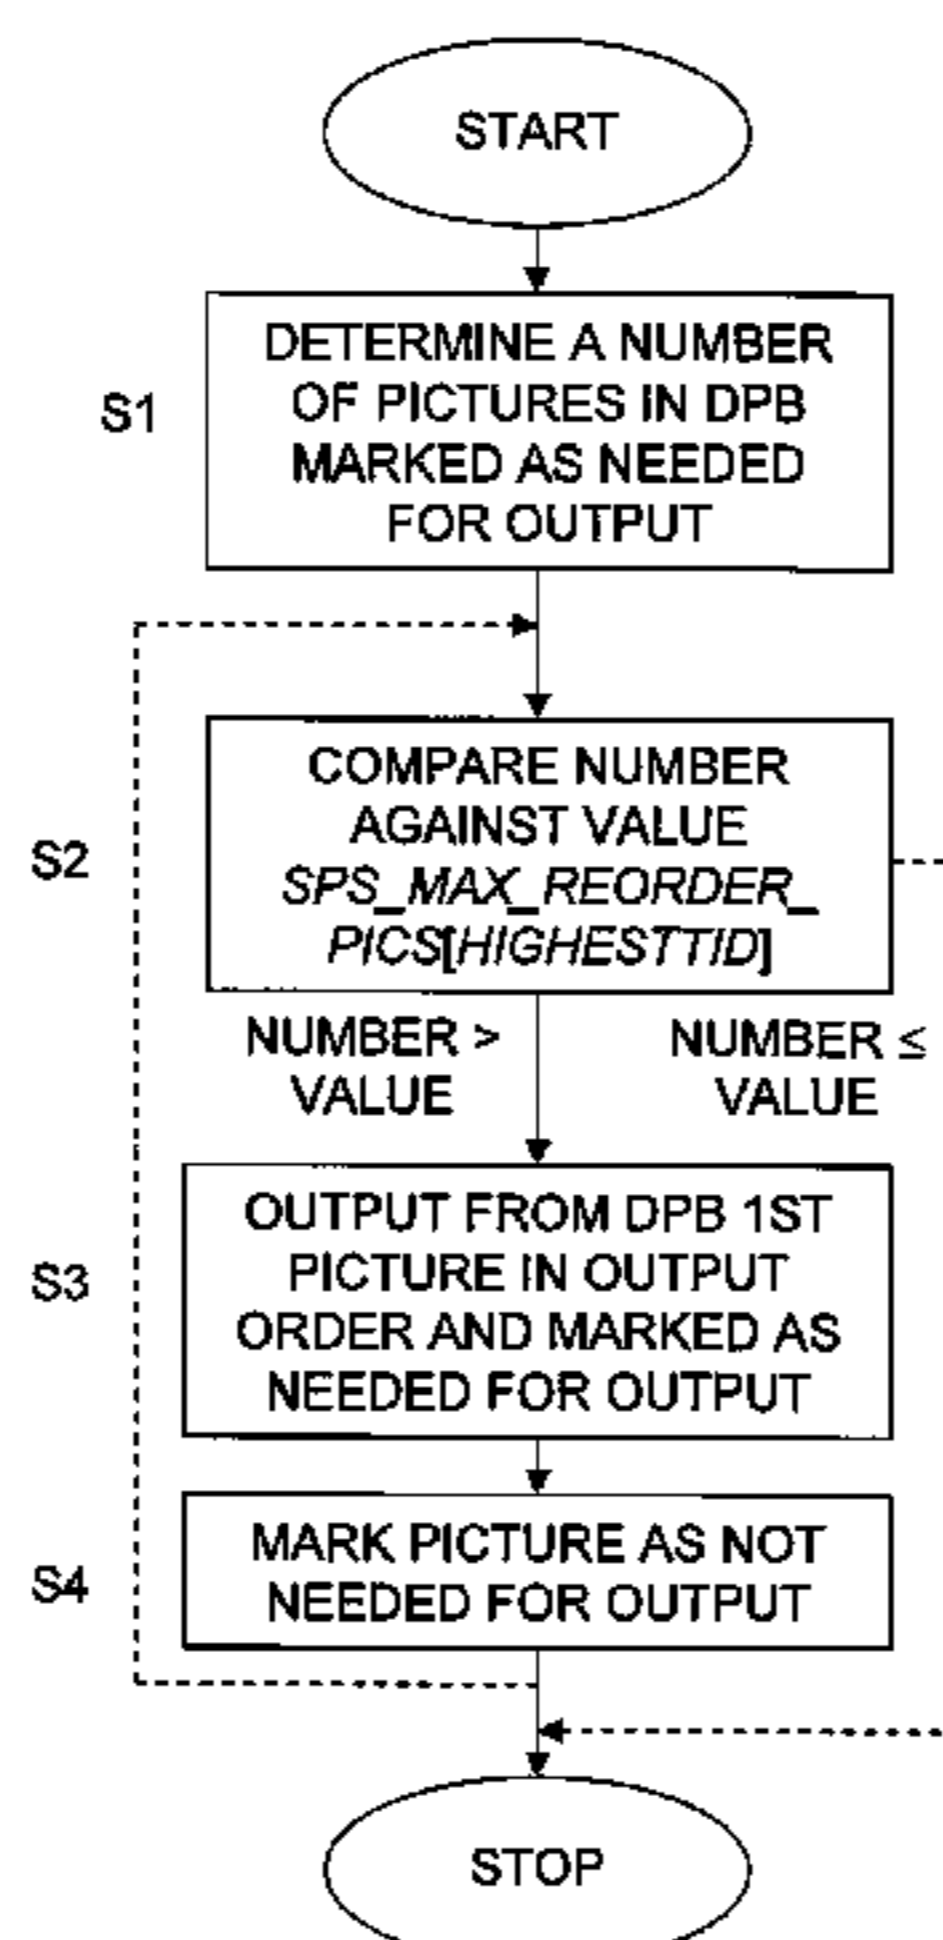 START
S1
DETERMINE A NUMBER
OF PICTURES IN DPB
MARKED AS NEEDED
FOR OUTPUT
S2
COMPARE NUMBER
AGAINST VALUE
SPS_MAX_REORDER_
PICS[HIGHESTTID]
NUMBER >
VALUE
NUMBER ≤
VALUE
S3
OUTPUT FROM DPB 1ST
PICTURE IN OUTPUT
ORDER AND MARKED AS
NEEDED FOR OUTPUT
S4
MARK PICTURE AS NOT
NEEDED FOR OUTPUT
STOP